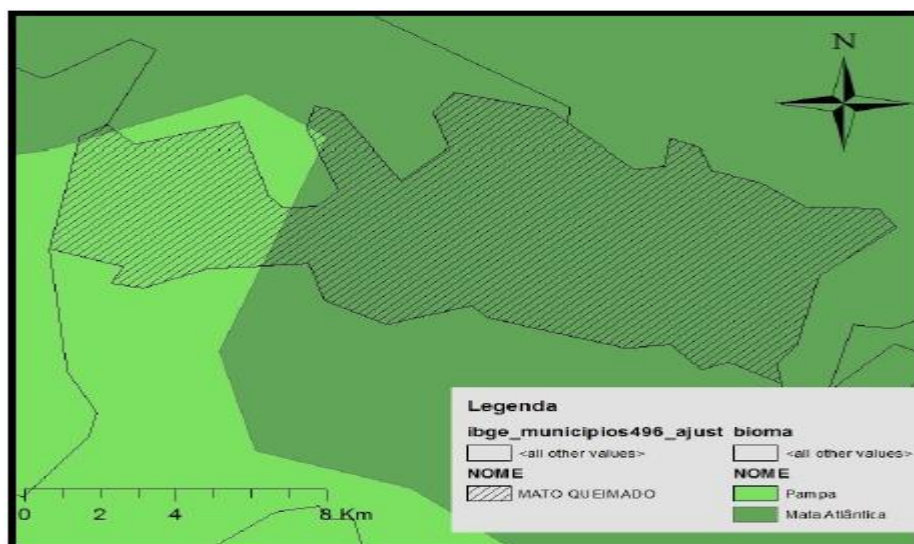 N
0 2 4 8 Km
Legenda
ibge_municipios496_ajust bioma
<all other values> <all other values>
NOME NOME
MATO QUEIMADO Pampa
Mata Atlântica